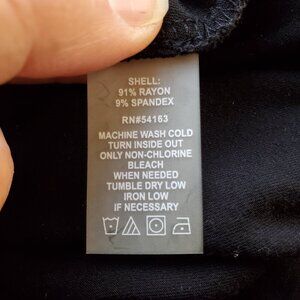 SHELL:
91% RAYON
9% SPANDEX
RN#54163
MACHINE WASH COLD
TURN INSIDE OUT
ONLY NON-CHLORINE
BLEACH
WHEN NEEDED
TUMBLE DRY LOW
IRON LOW
IF NECESSARY